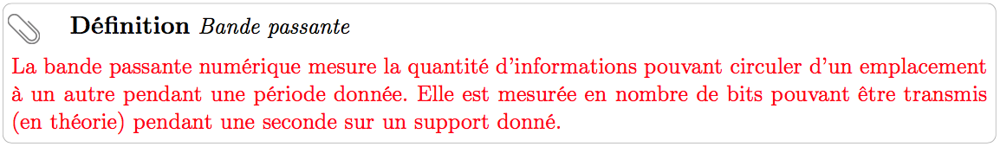 Définition Bande passante
La bande passante numérique mesure la quantité d'informations pouvant circuler d'un emplacement
à un autre pendant une période donnée. Elle est mesurée en nombre de bits pouvant être transmis
(en théorie) pendant une seconde sur un support donné.